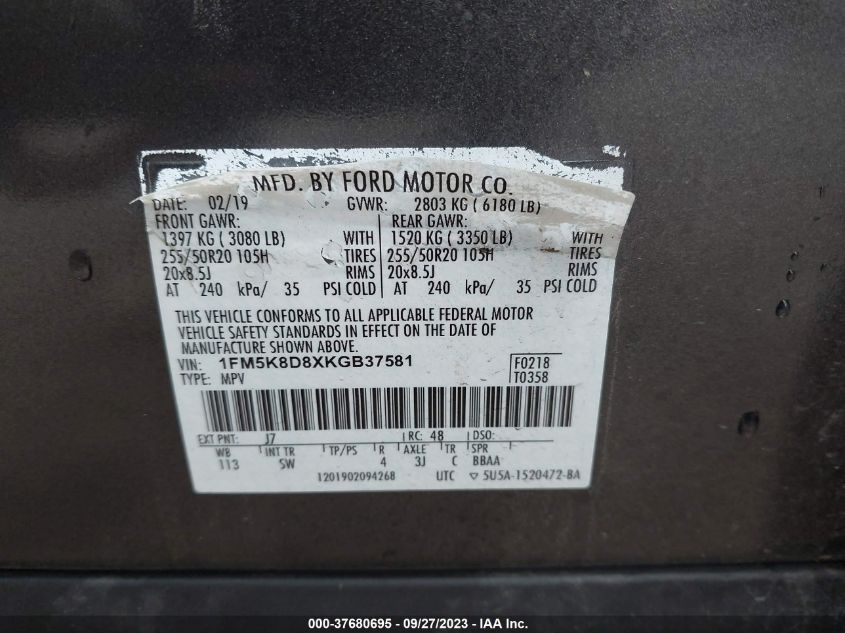 MFD. BY FORD MOTOR CO.
DATE: 02/19 GVWR: 2803 KG ( 6180 LB)
FRONT GAWR: REAR GAWR:
1397 KG ( 3080 LB) WITH 1520 KG ( 3350 LB) WITH
255/50R20 105H TIRES 255/50R20 105H TIRES
20x8.5J RIMS 20x8.5J RIMS
AT 240 kPa/ 35 PSI COLD AT 240 kPa/ 35 PSI COLD
THIS VEHICLE CONFORMS TO ALL APPLICABLE FEDERAL MOTOR
VEHICLE SAFETY STANDARDS IN EFFECT ON THE DATE OF
MANUFACTURE SHOWN ABOVE.
VIN: 1FM5K8D8XKGB37581 F0218
TYPE: MPV T0358
EXT PNT: J7 RC: 48 DSO:
WB INT TR TP/PS R AXLE TR SPR
113 SW 4 3J C BBAA
1201902094268 UTC ▽ 5U5A-1520472-BA
000-37680695 - 09/27/2023 - IAA Inc.